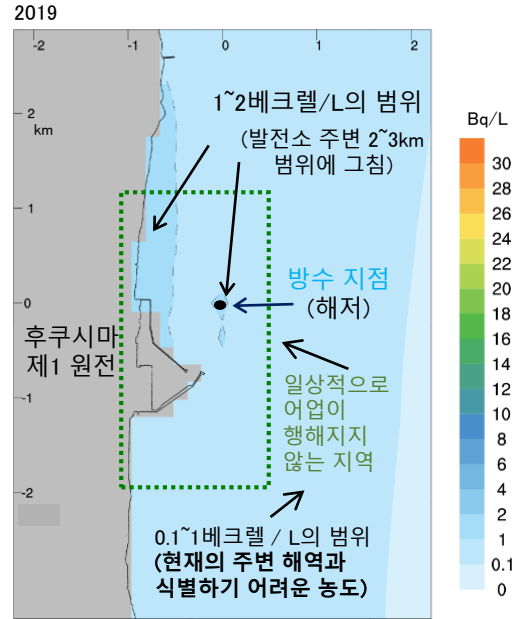 2019
-2 -1 0 1 2
2
km
1
0
-1
-2
1~2베크렐/L의 범위
(발전소 주변 2~3km
범위에 그침)
방수 지점
(해저)
후쿠시마
제1 원전
일상적으로
어업이
행해지지
않는 지역
0.1~1베크렐 / L의 범위
(현재의 주변 해역과
식별하기 어려운 농도)
Bq/L
30
28
26
24
22
20
18
16
14
12
10
8
6
4
2
1
0.1
0